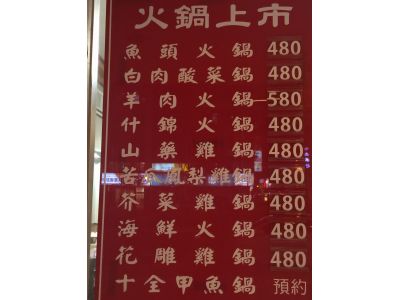 火鍋上市
魚頭火鍋 480
白肉酸菜鍋 480
羊肉火鍋 580
什錦火鍋 480
山藥雞鍋 480
苦瓜鳳梨雞鍋 480
芥菜雞鍋 480
海鮮火鍋 480
花雕雞鍋 480
十全甲魚鍋 預約